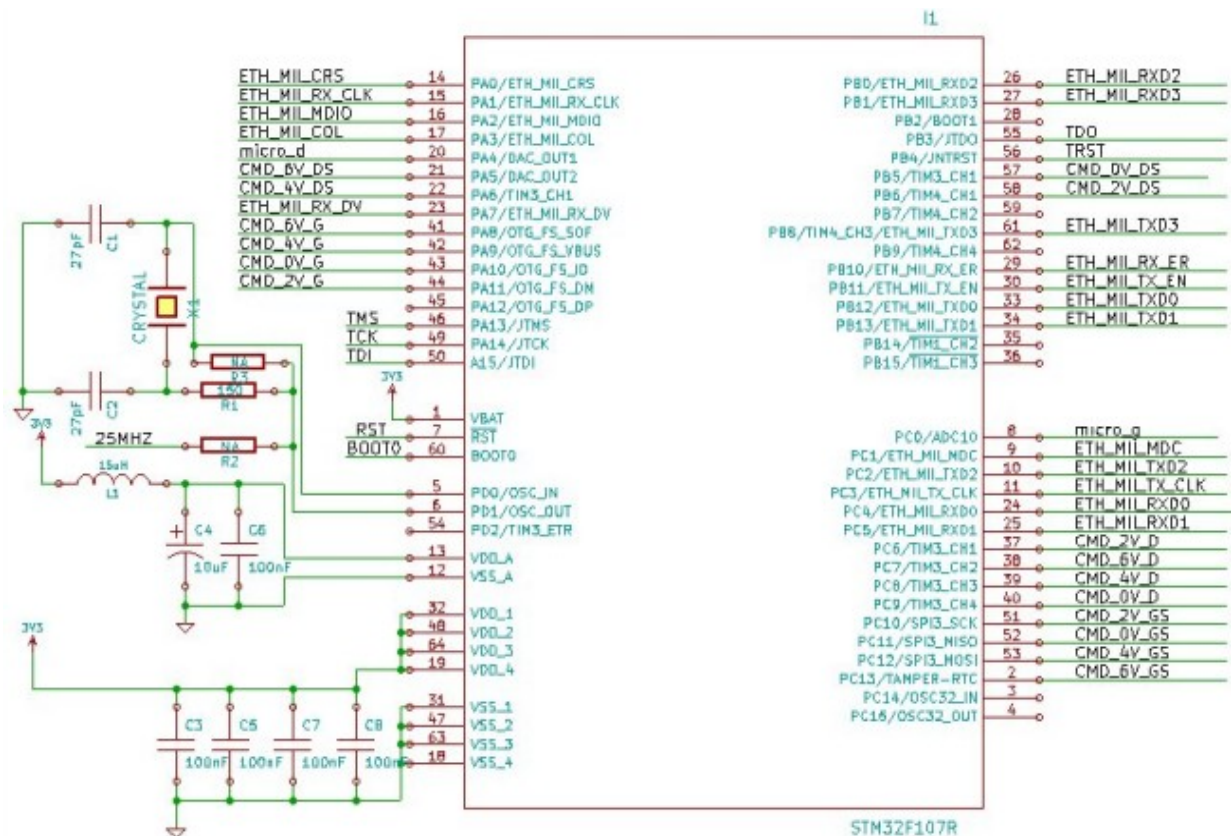 I1
ETH_MII_CRS 14 PA0/ETH_MII_CRS
ETH_MII_RX_CLK 15 PA1/ETH_MII_RX_CLK
ETH_MII_MDIO 16 PA2/ETH_MII_MDIO
ETH_MII_COL 17 PA3/ETH_MII_COL
micro_d 20 PA4/DAC_OUT1
CMD_6V_DS 21 PA5/DAC_OUT2
CMD_4V_DS 22 PA6/TIM3_CH1
ETH_MII_RX_DV 23 PA7/ETH_MII_RX_DV
CMD_6V_G 41 PA8/OTG_FS_SOF
CMD_4V_G 42 PA9/OTG_FS_VBUS
CMD_0V_G 43 PA10/OTG_FS_ID
CMD_2V_G 44 PA11/OTG_FS_DM
45 PA12/OTG_FS_DP
TMS 46 PA13/JTMS
TCK 49 PA14/JTCK
TDI 50 A15/JTDI
3V3
1 VBAT
RST 7 RST
BOOT0 60 BOOT0
5 PD0/OSC_IN
6 PD1/OSC_OUT
54 PD2/TIM3_ETR
13 VDD_A
12 VSS_A
32 VDD_1
48 VDD_2
64 VDD_3
19 VDD_4
31 VSS_1
47 VSS_2
63 VSS_3
18 VSS_4
PB0/ETH_MII_RXD2 26 ETH_MII_RXD2
PB1/ETH_MII_RXD3 27 ETH_MII_RXD3
PB2/BOOT1 28
PB3/JTDO 55 TDO
PB4/JNTRST 56 TRST
PB5/TIM3_CH1 57 CMD_0V_DS
PB6/TIM4_CH1 58 CMD_2V_DS
PB7/TIM4_CH2 59
PB8/TIM4_CH3/ETH_MII_TXD3 61 ETH_MII_TXD3
PB9/TIM4_CH4 62
PB10/ETH_MII_RX_ER 29 ETH_MII_RX_ER
PB11/ETH_MII_TX_EN 30 ETH_MII_TX_EN
PB12/ETH_MII_TXD0 33 ETH_MII_TXD0
PB13/ETH_MII_TXD1 34 ETH_MII_TXD1
PB14/TIM1_CH2 35
PB15/TIM1_CH3 36
PC0/ADC10 8 micro_g
PC1/ETH_MII_MDC 9 ETH_MII_MDC
PC2/ETH_MII_TXD2 10 ETH_MII_TXD2
PC3/ETH_MII_TX_CLK 11 ETH_MII_TX_CLK
PC4/ETH_MII_RXD0 24 ETH_MII_RXD0
PC5/ETH_MII_RXD1 25 ETH_MII_RXD1
PC6/TIM3_CH1 37 CMD_2V_D
PC7/TIM3_CH2 38 CMD_6V_D
PC8/TIM3_CH3 39 CMD_4V_D
PC9/TIM3_CH4 40 CMD_0V_D
PC10/SPI3_SCK 51 CMD_2V_GS
PC11/SPI3_MISO 52 CMD_0V_GS
PC12/SPI3_MOSI 53 CMD_4V_GS
PC13/TAMPER-RTC 2 CMD_6V_GS
PC14/OSC32_IN 3
PC15/OSC32_OUT 4
27pF C1
CRYSTAL X1
27pF C2
NA
R3
150
R1
25MHZ NA
R2
3V3
15uH
L3
C4
10uF
C6
100nF
3V3
C3 C5 C7 C8
100nF 100nF 100nF 100nF
STM32F107R